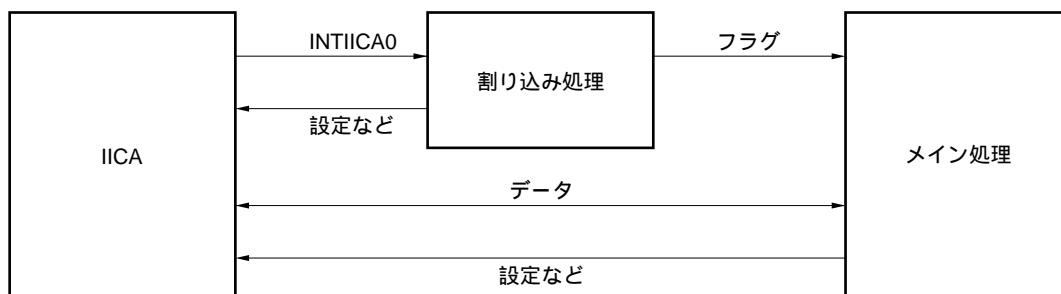 INTIICA0
フラグ
割り込み処理
設定など
IICA
メイン処理
データ
設定など